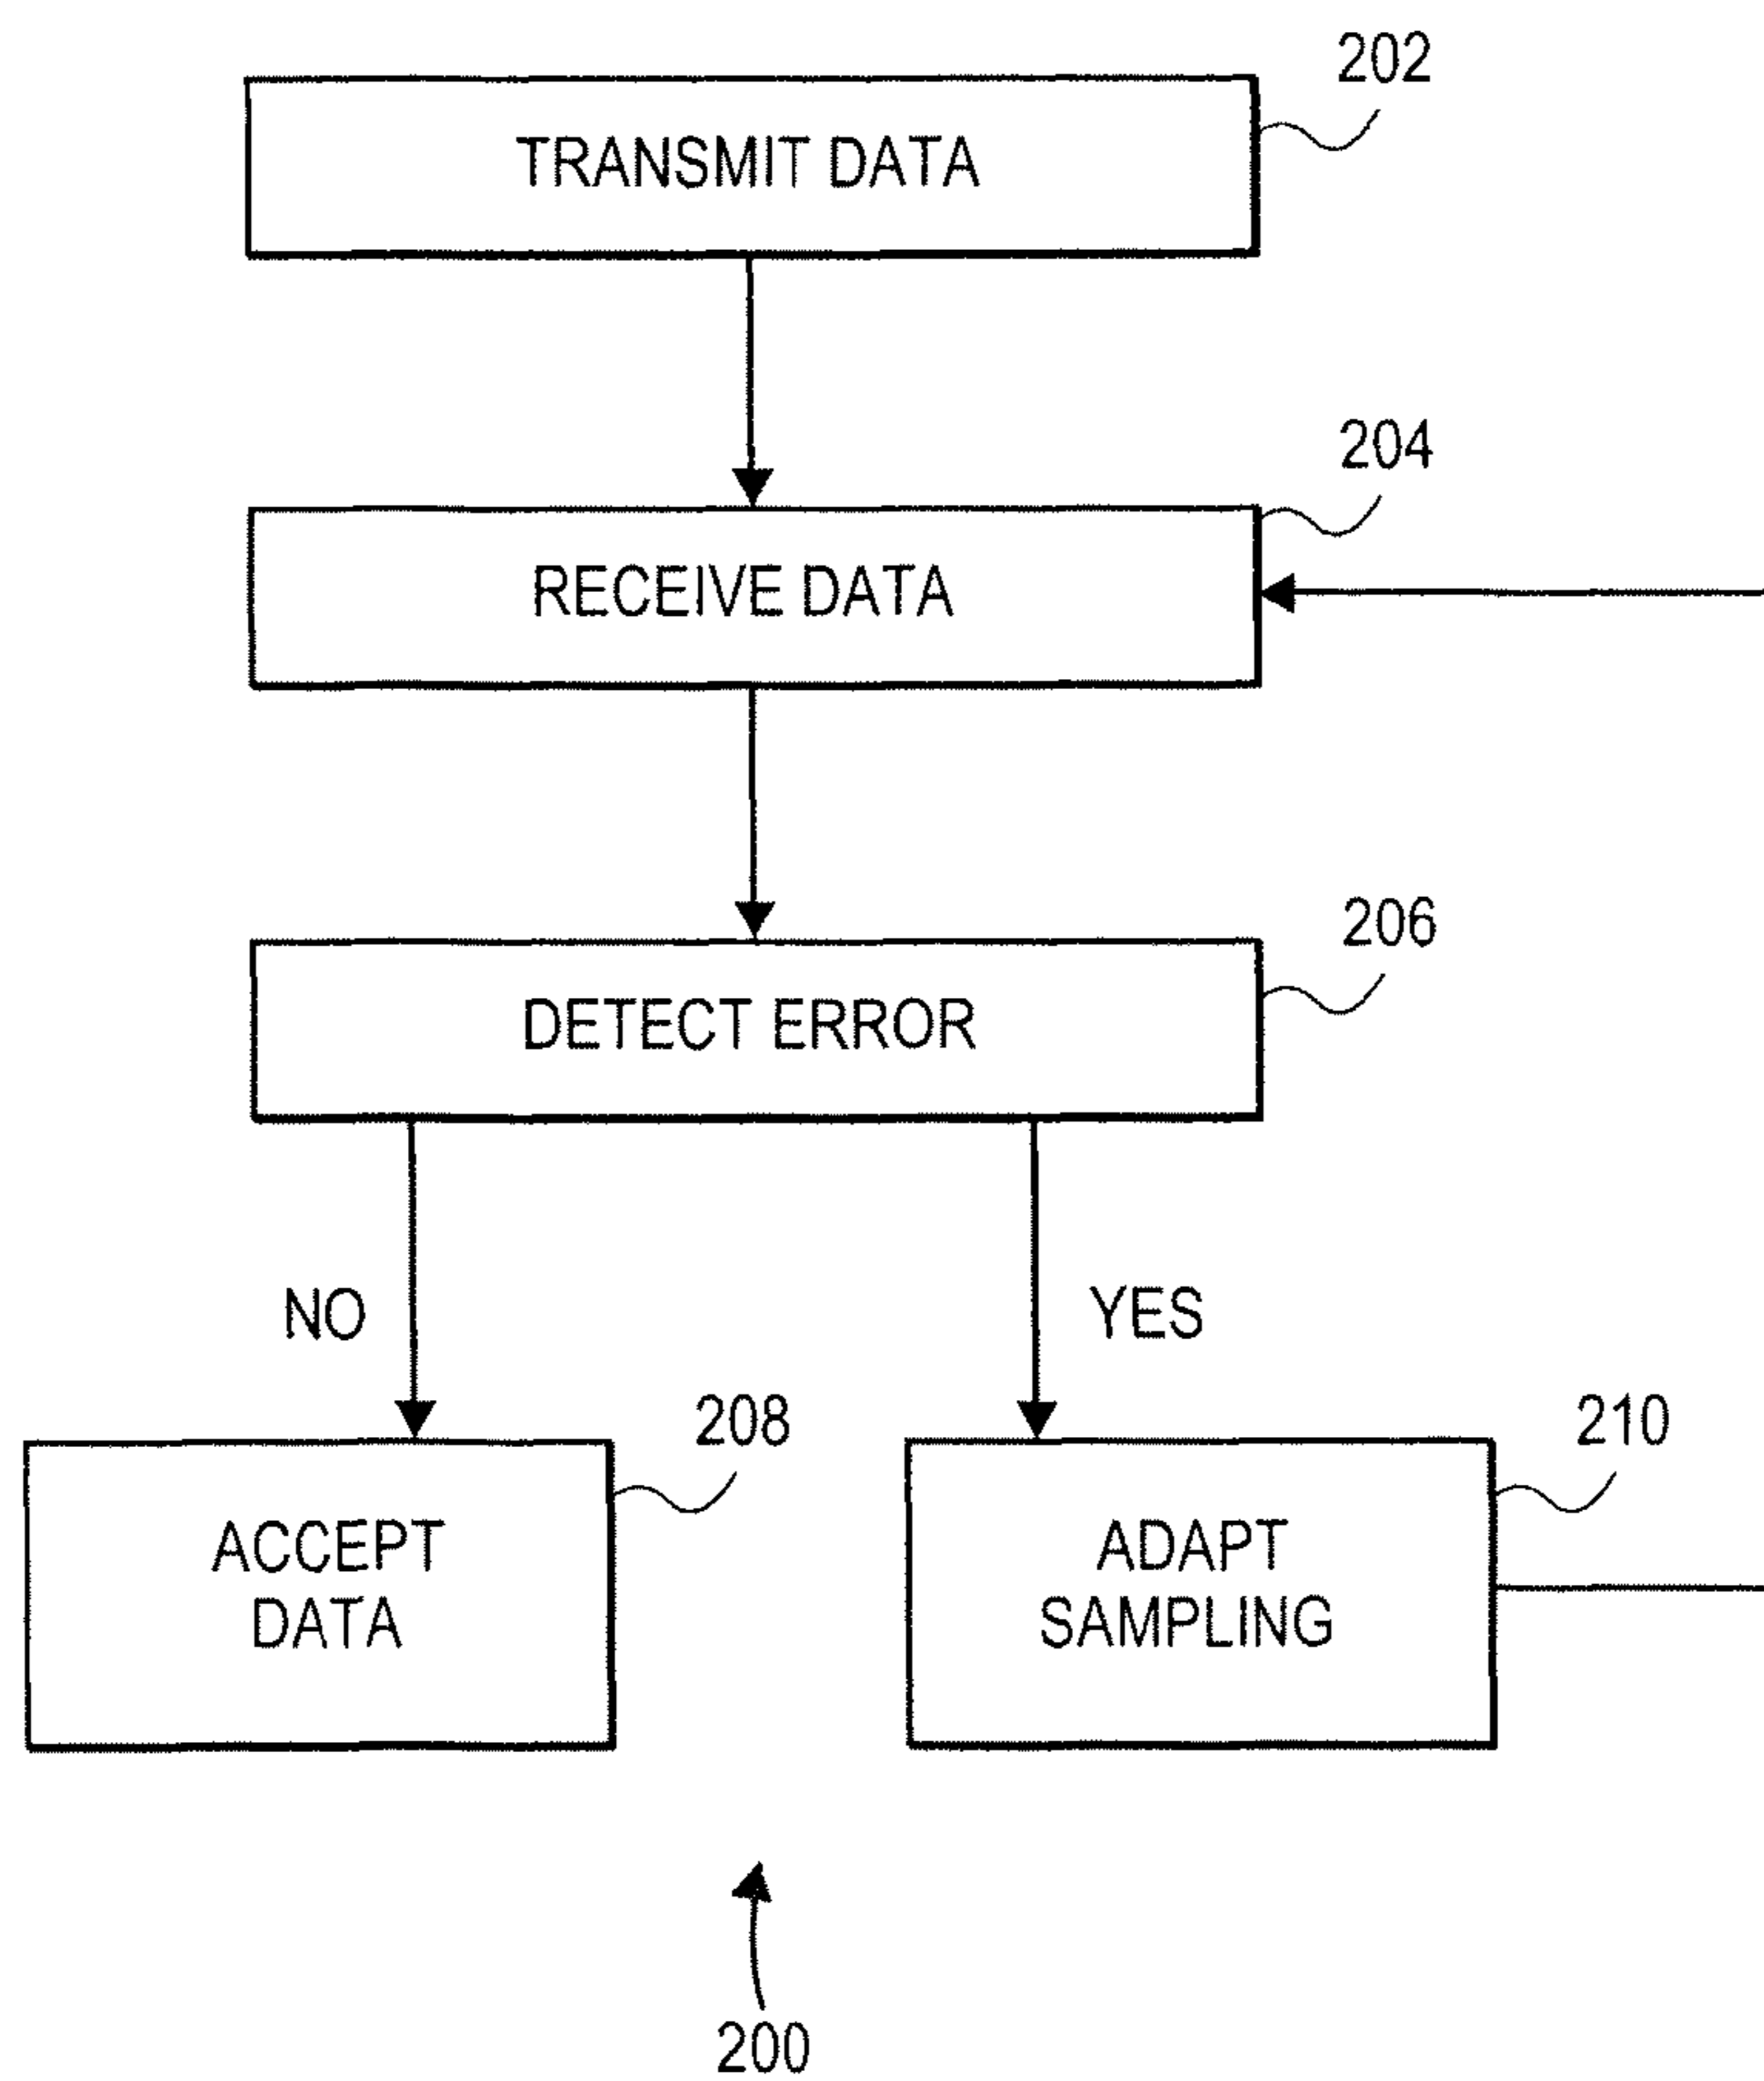 202
TRANSMIT DATA
204
RECEIVE DATA
206
DETECT ERROR
NO
YES
208
210
ACCEPT
DATA
ADAPT
SAMPLING
200